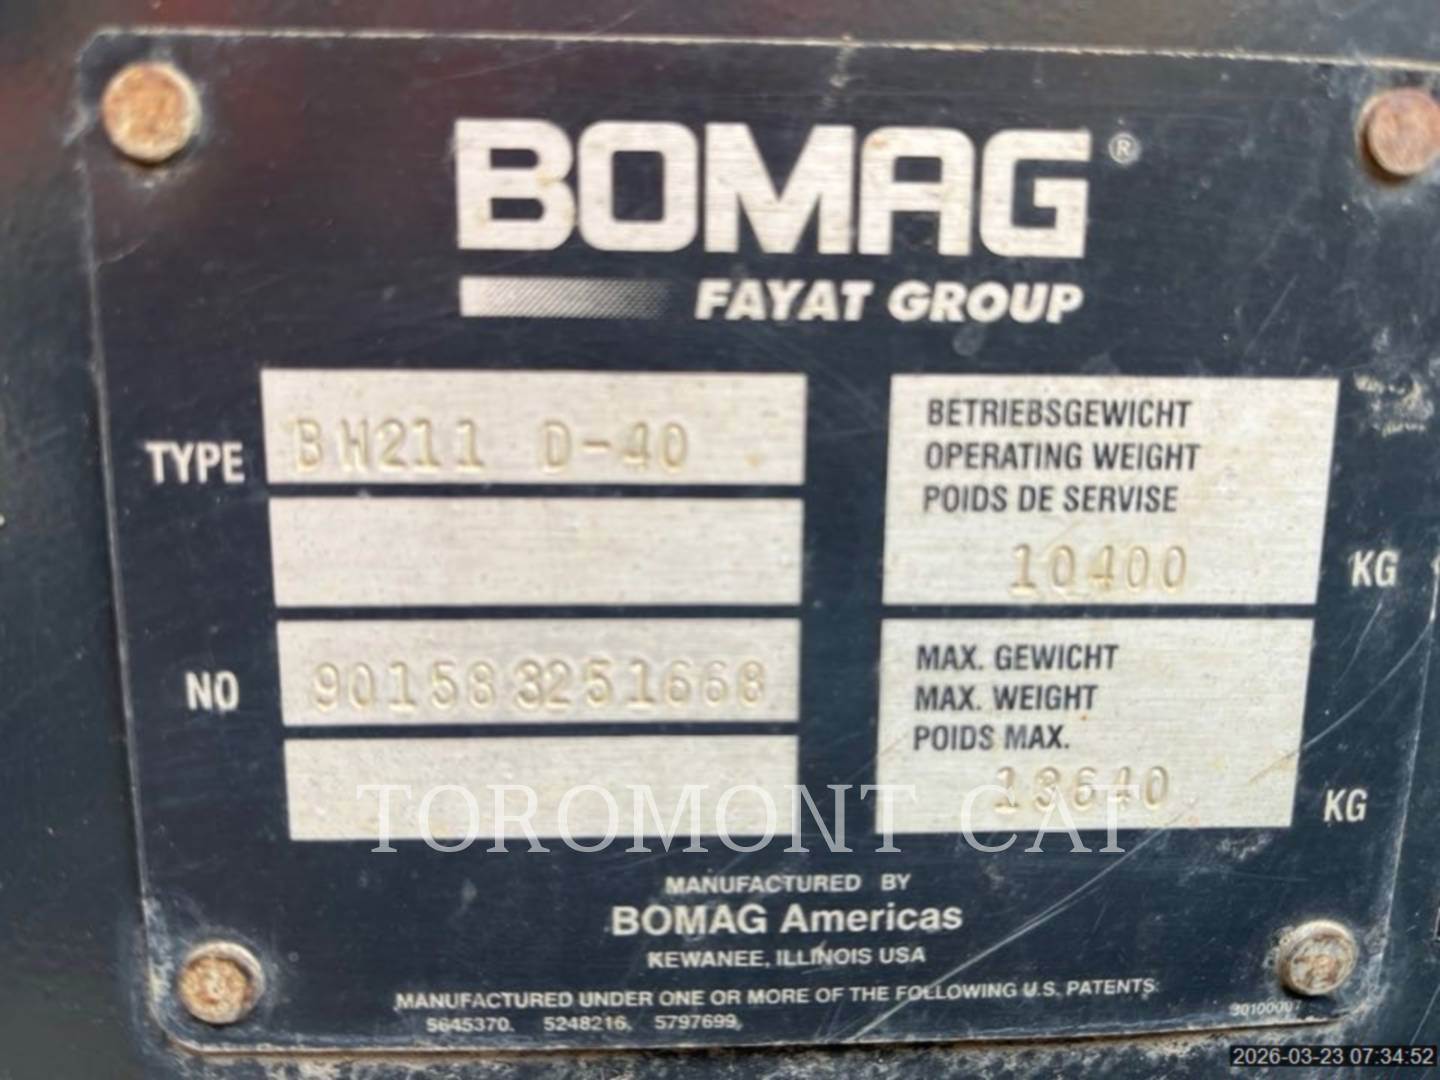 BOMAG®
FAYAT GROUP
TYPE BW211 D-40
NO 901583251668
BETRIEBSGEWICHT
OPERATING WEIGHT
POIDS DE SERVISE
10400 KG
MAX. GEWICHT
MAX. WEIGHT
POIDS MAX.
13640 KG
TOROMONT CAT
MANUFACTURED BY
BOMAG Americas
KEWANEE, ILLINOIS USA
MANUFACTURED UNDER ONE OR MORE OF THE FOLLOWING U.S. PATENTS:
5645370, 5248216, 5797699,
2026-03-23 07:34:52